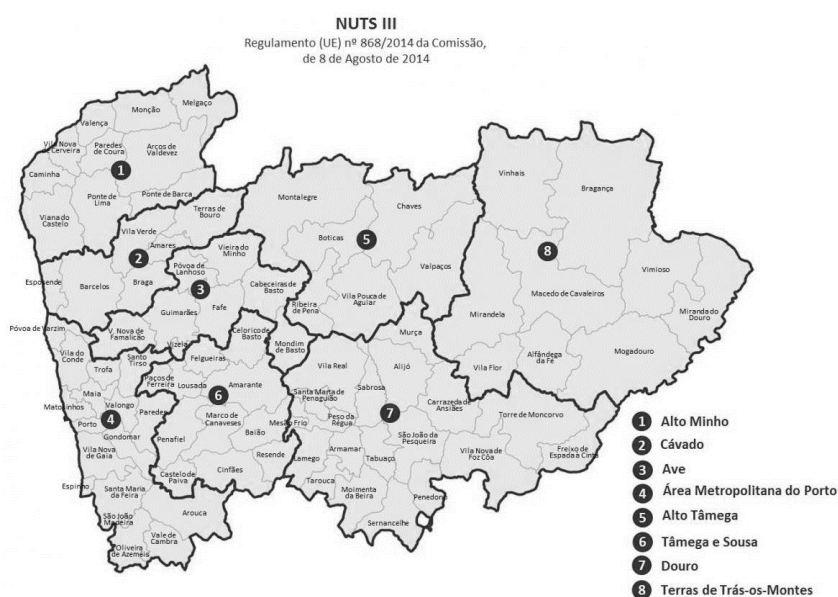 NUTS III
Regulamento (UE) nº 868/2014 da Comissão,
de 8 de Agosto de 2014
Melgaço
Monção
Valença
Vila Nova
de Cerveira
Paredes
de Coura
Arcos de
Valdevez
Caminha
1
Ponte de
Lima
Ponte de Barca
Viana do
Castelo
Terras de
Bouro
Vila Verde
Amares
2
Esposende
Barcelos
Braga
Vieira do
Minho
Póvoa de
Lanhoso
3
Cabeceiras de
Basto
Guimarães
Fafe
V. Nova de
Famalicão
Vizela
Celorico de
Basto
Mondim
de Basto
Montalegre
Chaves
Boticas
5
Valpaços
Vila Pouca de
Aguiar
Ribeira
de Pena
Vinhais
Bragança
8
Vimioso
Macedo de Cavaleiros
Miranda do
Douro
Mirandela
Mogadouro
Alfândega
da Fé
Vila Flor
Póvoa de Varzim
Vila do
Conde
Santo
Tirso
Trofa
Paços de
Ferreira
Maia
Matosinhos
Valongo
Porto
4
Paredes
Gondomar
Vila Nova
de Gaia
Espinho
Santa Maria
da Feira
São João
Madeira
Arouca
Vale de
Cambra
Oliveira
de Azeméis
Felgueiras
Lousada
Amarante
6
Marco de
Canaveses
Penafiel
Baião
Resende
Cinfães
Castelo de
Paiva
Murça
Vila Real
Alijó
Sabrosa
Santa Marta de
Penaguião
Carrazeda de
Ansiães
Mesão Frio
Peso da
Régua
7
Torre de Moncorvo
São João da
Pesqueira
Armamar
Lamego
Tabuaço
Vila Nova de
Foz Côa
Freixo de
Espada a Cinta
Tarouca
Moimenta
da Beira
Penedono
Sernancelhe
1 Alto Minho
2 Cávado
3 Ave
4 Área Metropolitana do Porto
5 Alto Tâmega
6 Tâmega e Sousa
7 Douro
8 Terras de Trás-os-Montes